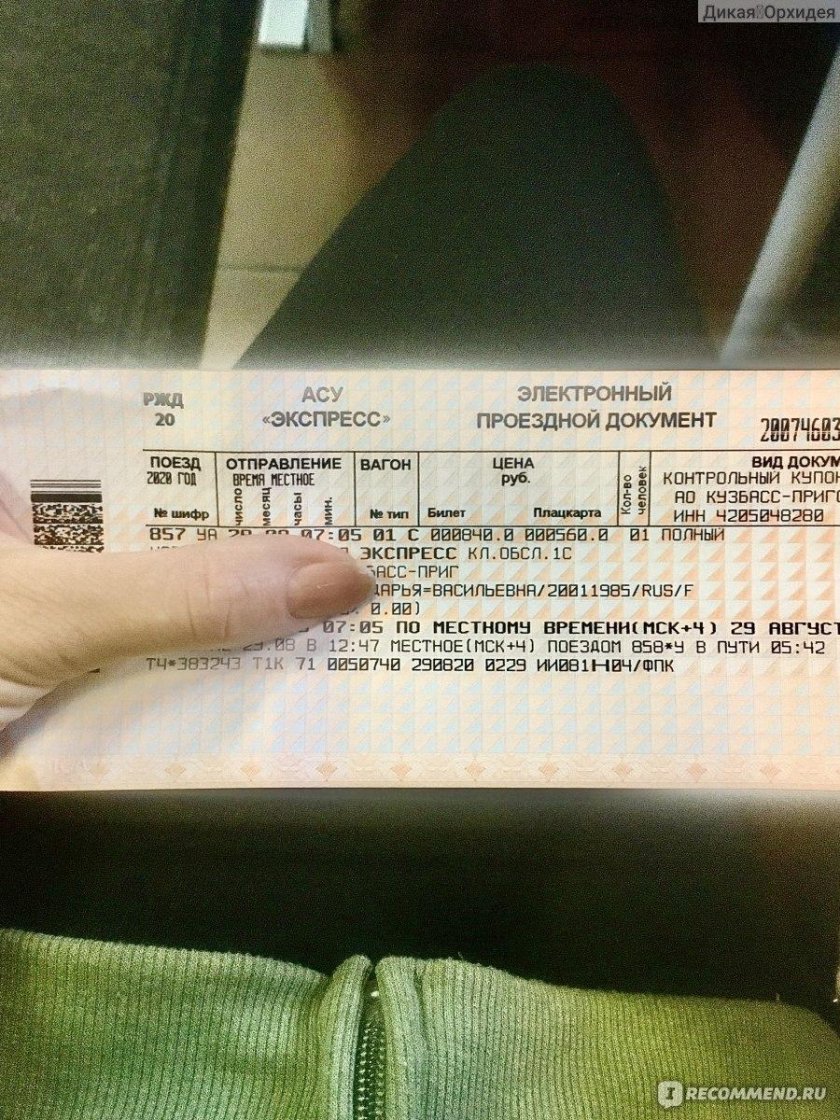 Дикая Орхидея
РЖД АСУ ЭЛЕКТРОННЫЙ
20 «ЭКСПРЕСС» ПРОЕЗДНОЙ ДОКУМЕНТ 20074603
ПОЕЗД ОТПРАВЛЕНИЕ ВАГОН ЦЕНА Кол-во человек ВИД ДОКУМ
2020 ГОД ВРЕМЯ МЕСТНОЕ руб. КОНТРОЛЬНЫЙ КУПОН
АО КУЗБАСС-ПРИГО
№ шифр число месяц часы мин. № тип Билет Плацкарта ИНН 4205048280
857 УА 07:05 01 С 000840.0 000560.0 01 ПОЛНЫЙ
ЭКСПРЕСС КЛ.ОБСЛ.1С
БАСС-ПРИГ
ДАРЬЯ=ВАСИЛЬЕВНА/20011985/RUS/F
0.00)
07:05 ПО МЕСТНОМУ ВРЕМЕНИ(МСК+4) 29 АВГУСТ
.08 В 12:47 МЕСТНОЕ(МСК+4) ПОЕЗДОМ 858*У В ПУТИ 05:42
Т4*383243 Т1К 71 0050740 290820 0229 ИИ081Н04/ФПК
I RECOMMEND.RU